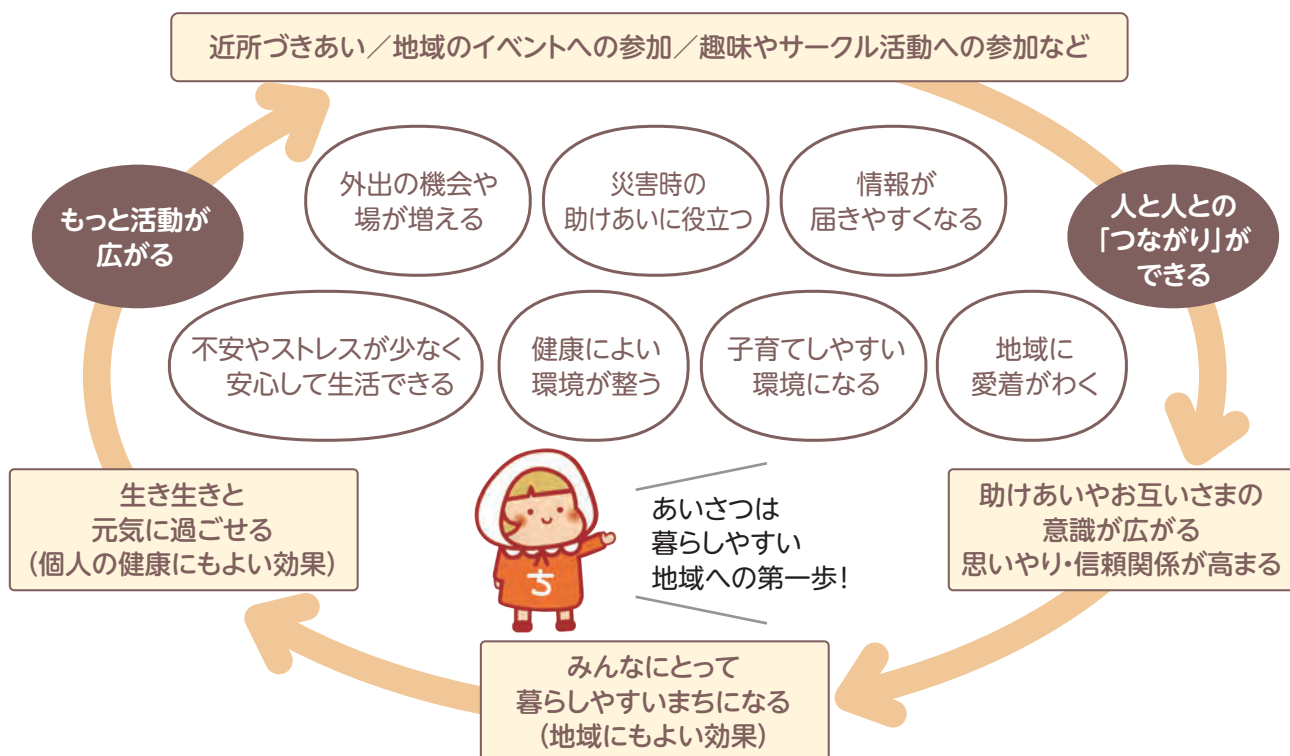 近所づきあい／地域のイベントへの参加／趣味やサークル活動への参加など
外出の機会や
場が増える
災害時の
助けあいに役立つ
情報が
届きやすくなる
もっと活動が
広がる
人と人との
「つながり」が
できる
不安やストレスが少なく
安心して生活できる
健康によい
環境が整う
子育てしやすい
環境になる
地域に
愛着がわく
生き生きと
元気に過ごせる
(個人の健康にもよい効果)
あいさつは
暮らしやすい
地域への第一歩！
ち
助けあいやお互いさまの
意識が広がる
思いやり・信頼関係が高まる
みんなにとって
暮らしやすいまちになる
(地域にもよい効果)